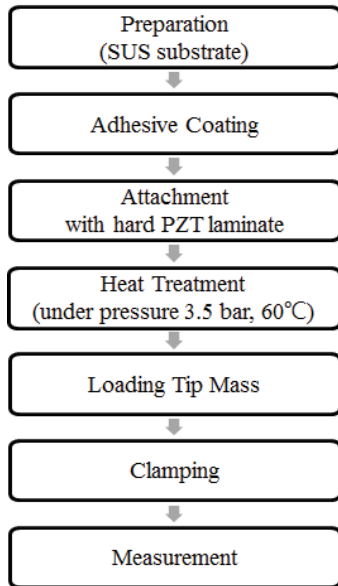 Preparation
(SUS substrate)
Adhesive Coating
Attachment
with hard PZT laminate
Heat Treatment
(under pressure 3.5 bar, 60℃)
Loading Tip Mass
Clamping
Measurement